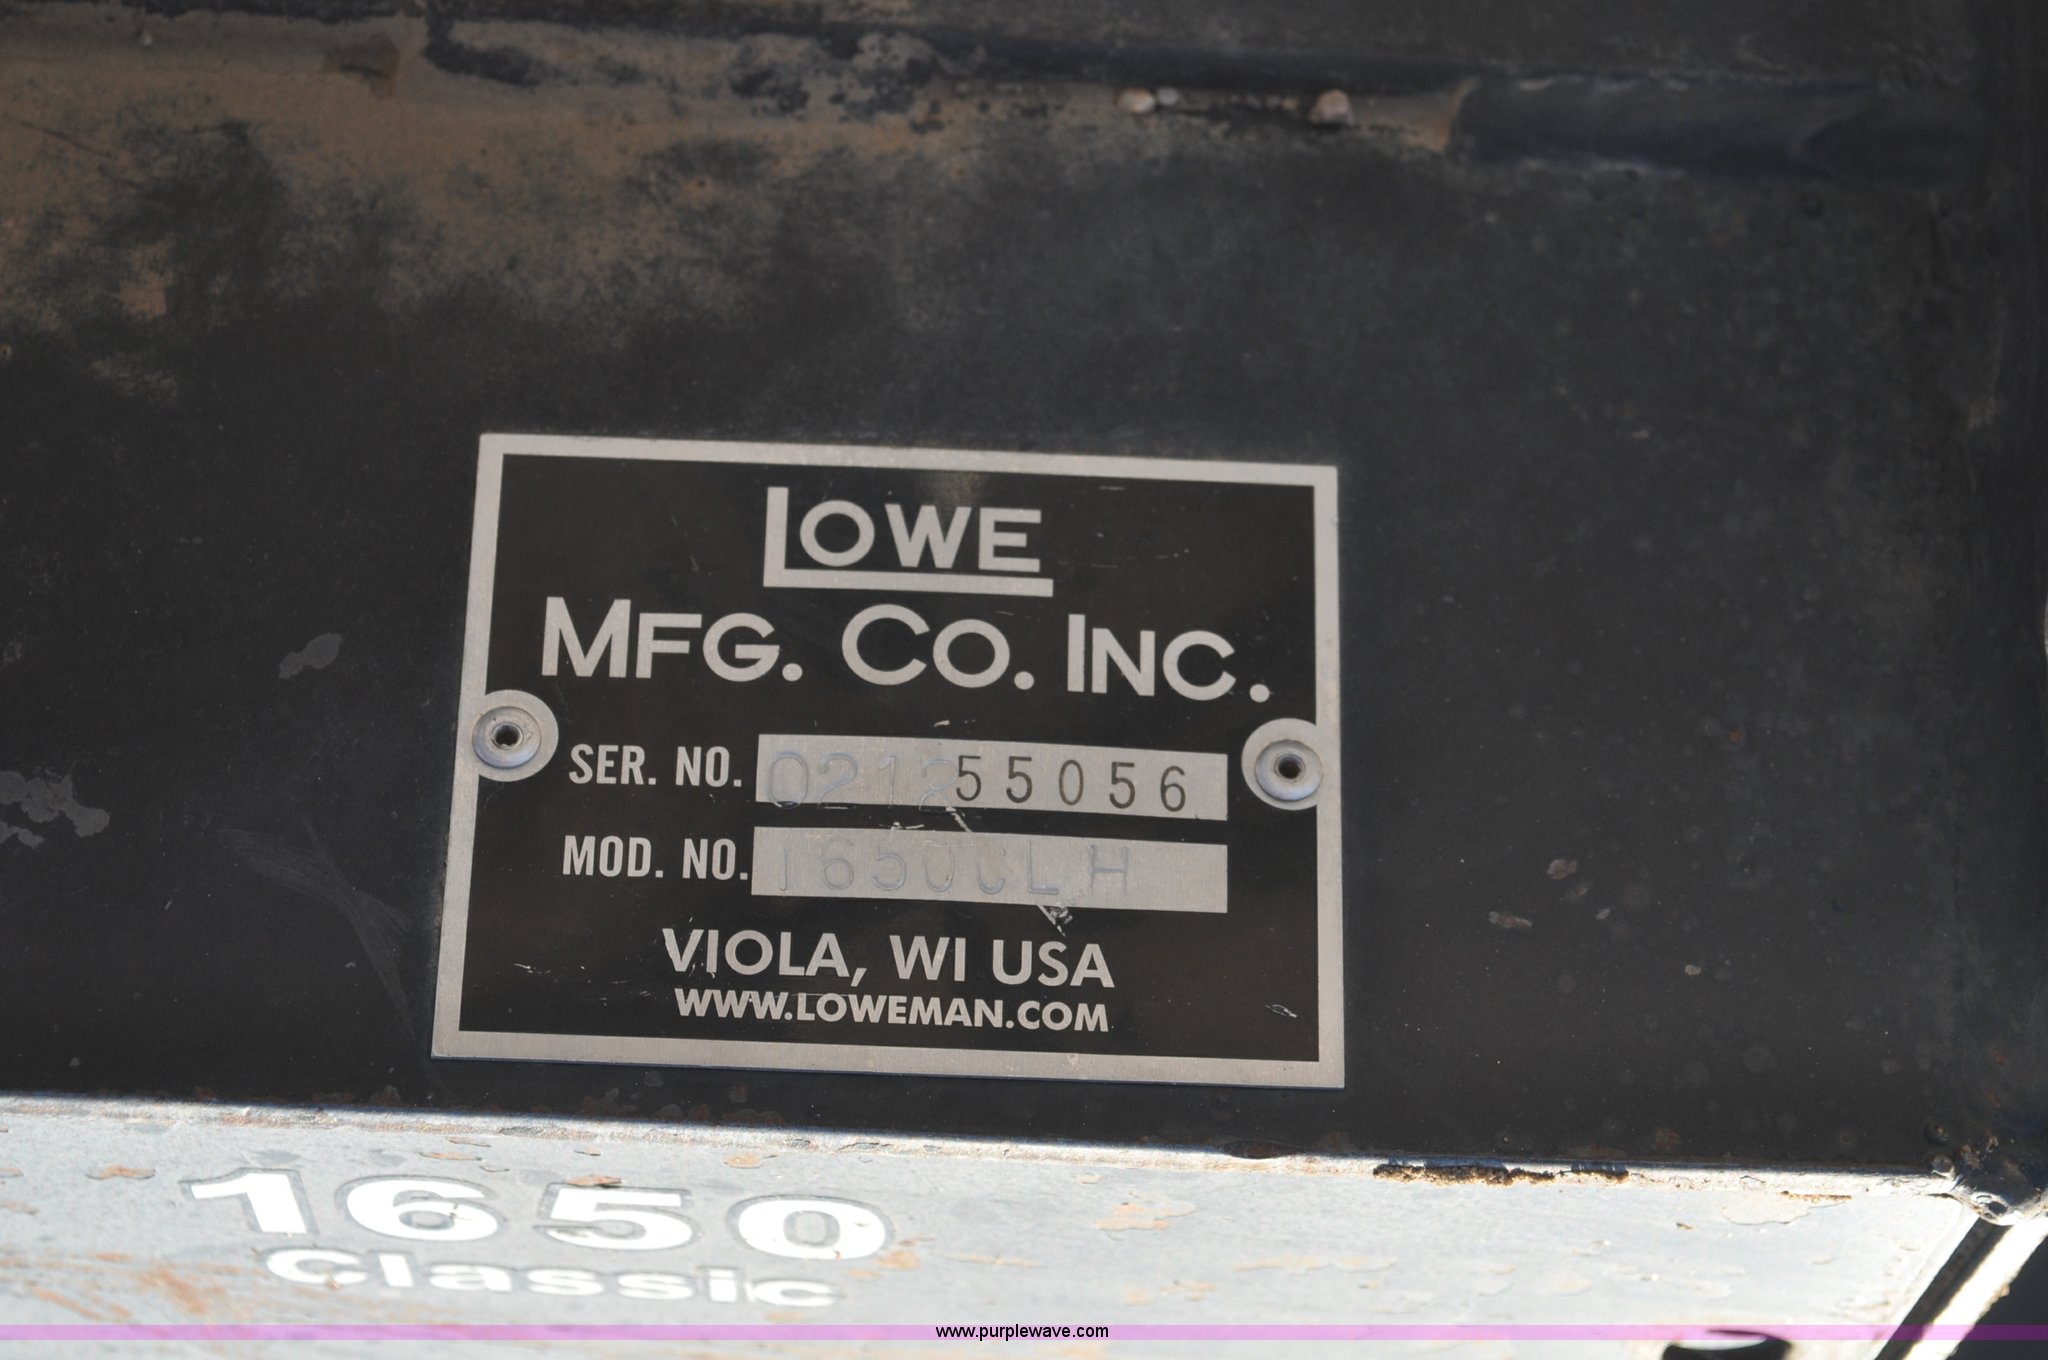 LOWE
MFG. CO. INC.
SER. NO. 021255056
MOD. NO. 1650CLH
VIOLA, WI USA
WWW.LOWEMAN.COM
1650
Classic
www.purplewave.com